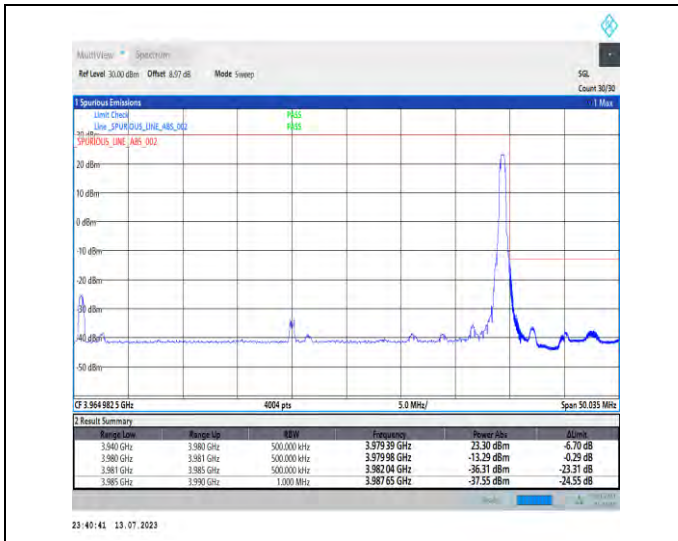 MultiView Spectrum
Ref Level 30.00 dBm Offset 8.97 dB Mode Sweep SGL
Count 30/30
1 Spurious Emissions 1 Max
Limit Check PASS
Line _SPURIOUS_LINE_ABS_002 PASS
30 dBm
_SPURIOUS_LINE_ABS_002
20 dBm
10 dBm
0 dBm
-10 dBm
-20 dBm
-30 dBm
-40 dBm
-50 dBm
CF 3.964 982 5 GHz 4004 pts 5.0 MHz/ Span 50.035 MHz
2 Result Summary
Range Low Range Up RBW Frequency Power Abs ΔLimit
3.940 GHz 3.980 GHz 500.000 kHz 3.979 39 GHz 23.30 dBm -6.70 dB
3.980 GHz 3.981 GHz 500.000 kHz 3.979 98 GHz -13.29 dBm -0.29 dB
3.981 GHz 3.985 GHz 500.000 kHz 3.982 04 GHz -36.31 dBm -23.31 dB
3.985 GHz 3.990 GHz 1.000 MHz 3.987 65 GHz -37.55 dBm -24.55 dB
23:40:41 13.07.2023